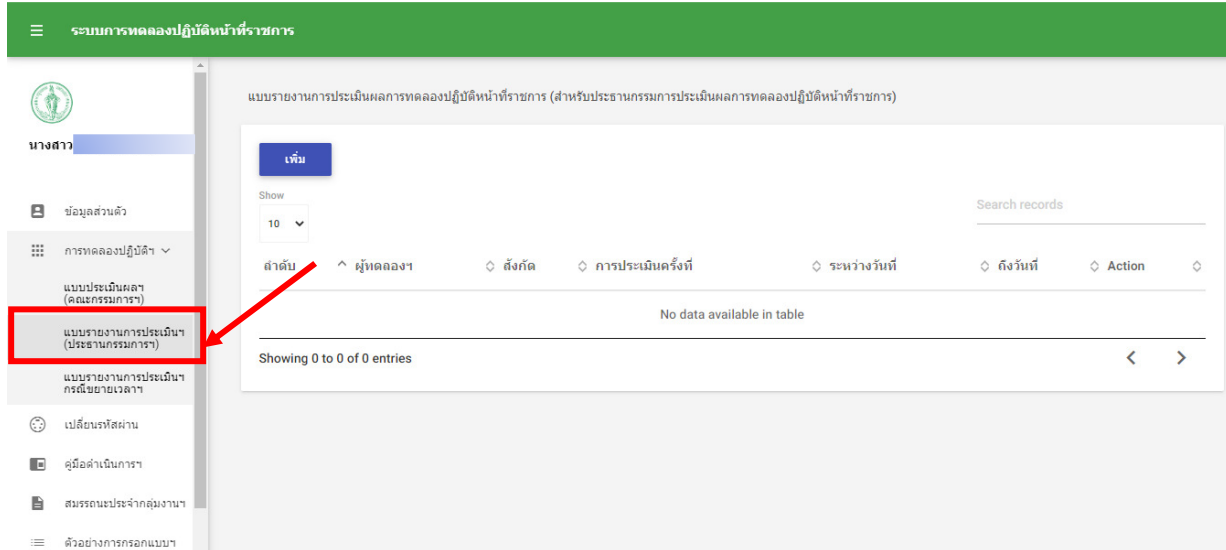 ระบบการทดลองปฏิบัติหน้าที่ราชการ
นางสาว
ข้อมูลส่วนตัว
การทดลองปฏิบัติฯ
แบบประเมินผลฯ
(คณะกรรมการฯ)
แบบรายงานการประเมินฯ
(ประธานกรรมการฯ)
แบบรายงานการประเมินฯ
กรณีขยายเวลาฯ
เปลี่ยนรหัสผ่าน
คู่มือดำเนินการฯ
สมรรถนะประจำกลุ่มงานฯ
ตัวอย่างการกรอกแบบฯ
แบบรายงานการประเมินผลการทดลองปฏิบัติหน้าที่ราชการ (สำหรับประธานกรรมการประเมินผลการทดลองปฏิบัติหน้าที่ราชการ)
เพิ่ม
Show
10
Search records
ลำดับ ผู้ทดลองฯ สังกัด การประเมินครั้งที่ ระหว่างวันที่ ถึงวันที่ Action
No data available in table
Showing 0 to 0 of 0 entries